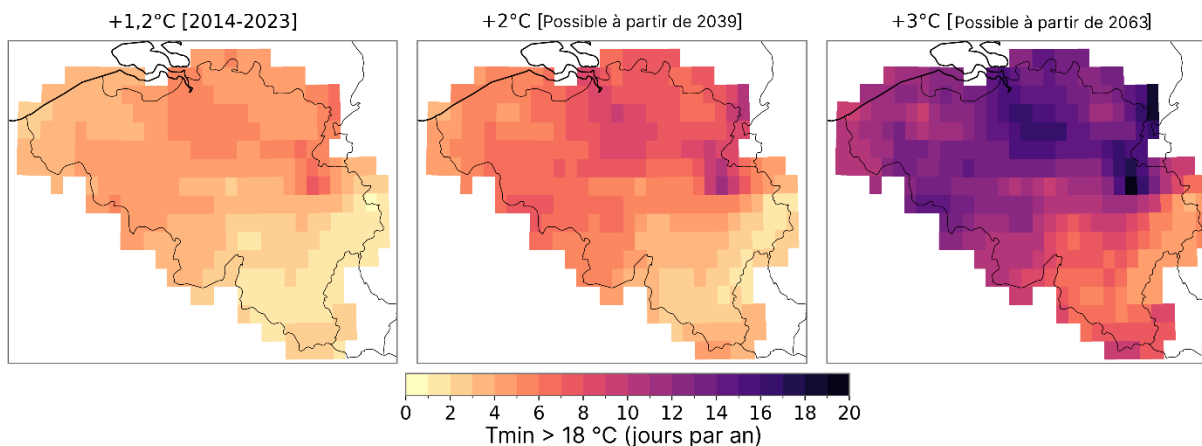 +1,2°C [2014-2023]
+2°C [Possible à partir de 2039]
+3°C [Possible à partir de 2063]
0 2 4 6 8 10 12 14 16 18 20
Tmin > 18 °C (jours par an)